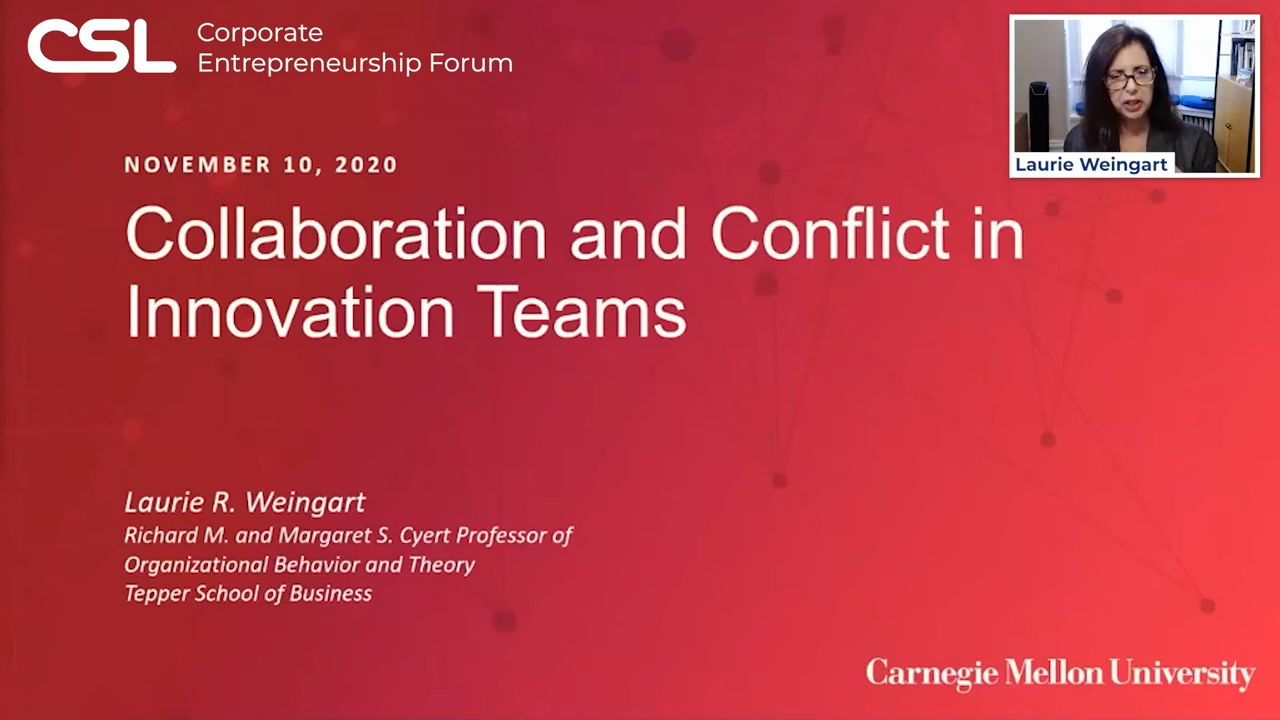 CSL
Corporate
Entrepreneurship Forum
Laurie Weingart
NOVEMBER 10, 2020
Collaboration and Conflict in
Innovation Teams
Laurie R. Weingart
Richard M. and Margaret S. Cyert Professor of
Organizational Behavior and Theory
Tepper School of Business
Carnegie Mellon University